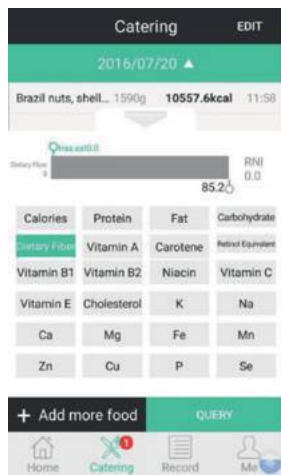 Catering EDIT
2016/07/20 ▲
Brazil nuts, shell... 1590g 10557.6kcal 11:58
Dietary Fiber
0
RNI
0.0
85.2
Calories Protein Fat Carbohydrate
Dietary Fiber Vitamin A Carotene Retinol Equivalent
Vitamin B1 Vitamin B2 Niacin Vitamin C
Vitamin E Cholesterol K Na
Ca Mg Fe Mn
Zn Cu P Se
+ Add more food QUERY
1
Home Catering Record Me